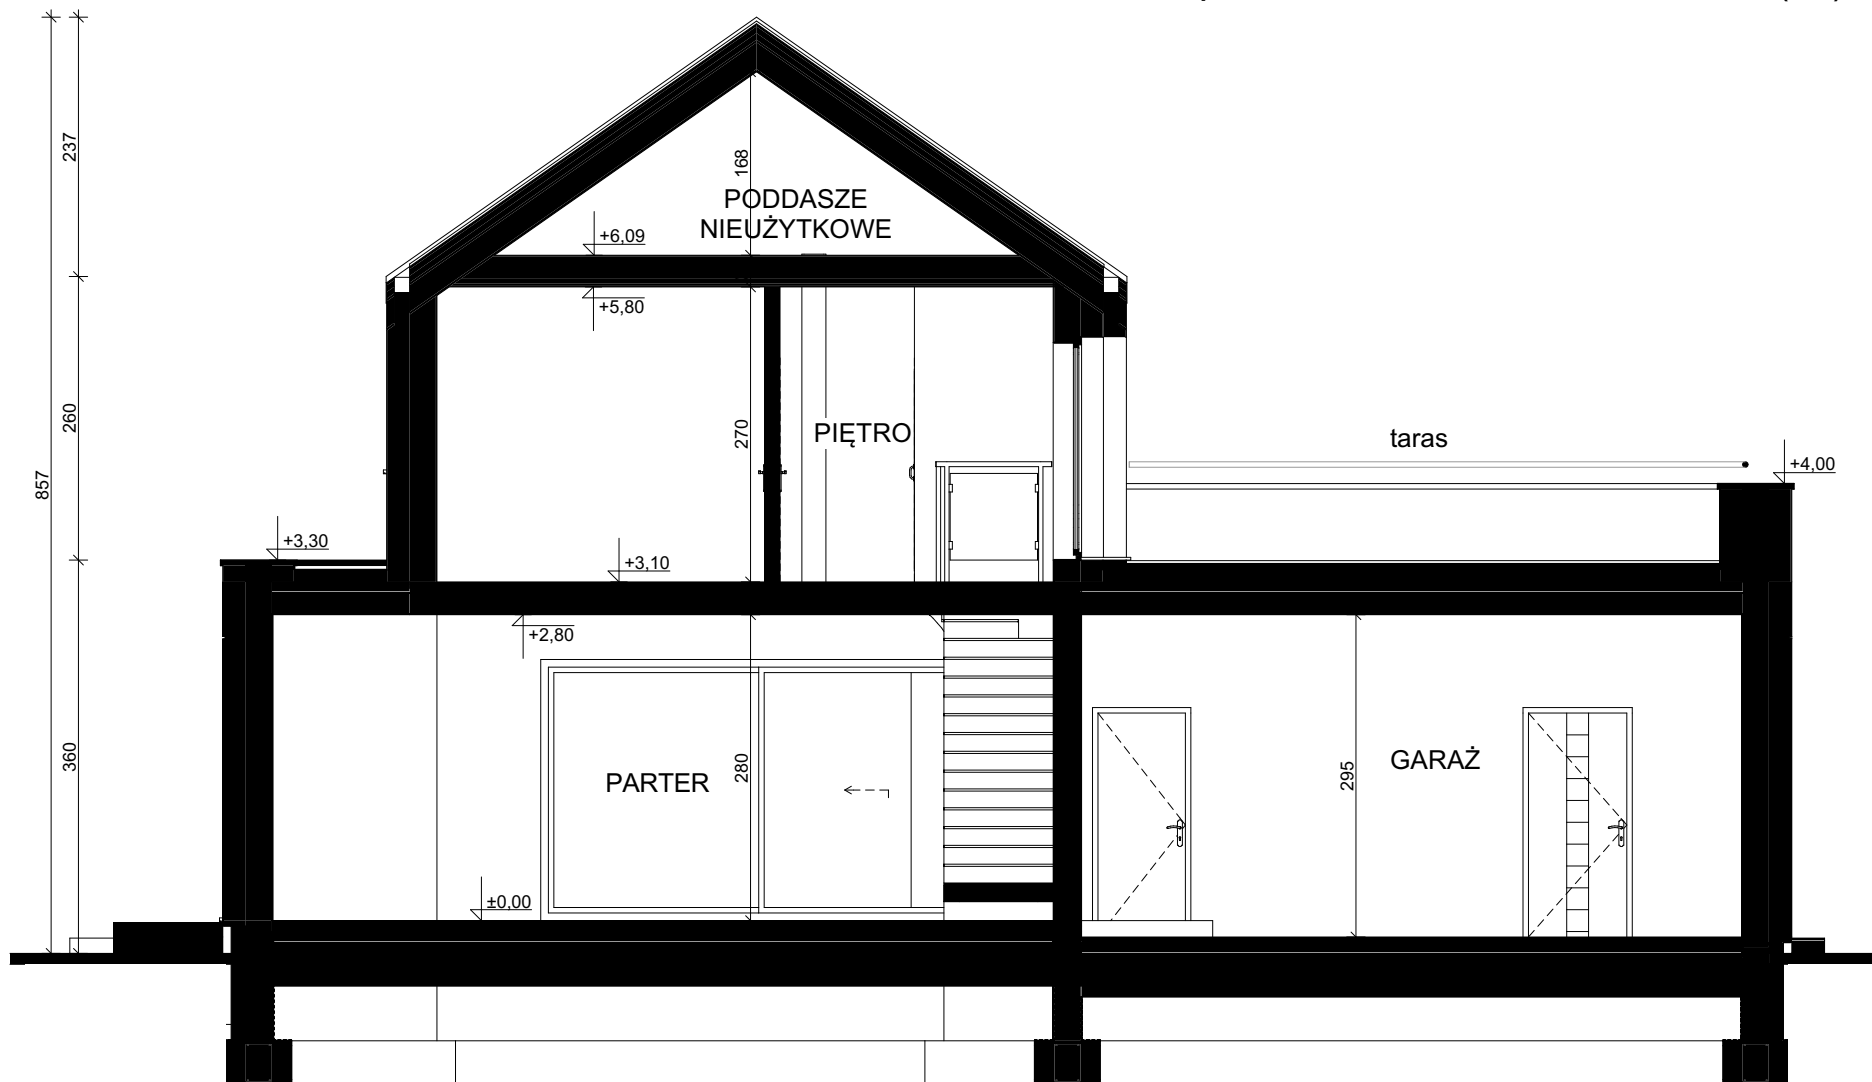 237
168
PODDASZE
NIEUŻYTKOWE
+6,09
+5,80
260
270
PIĘTRO
taras
+4,00
857
+3,30
+3,10
+2,80
360
280
PARTER
295
GARAŻ
±0,00